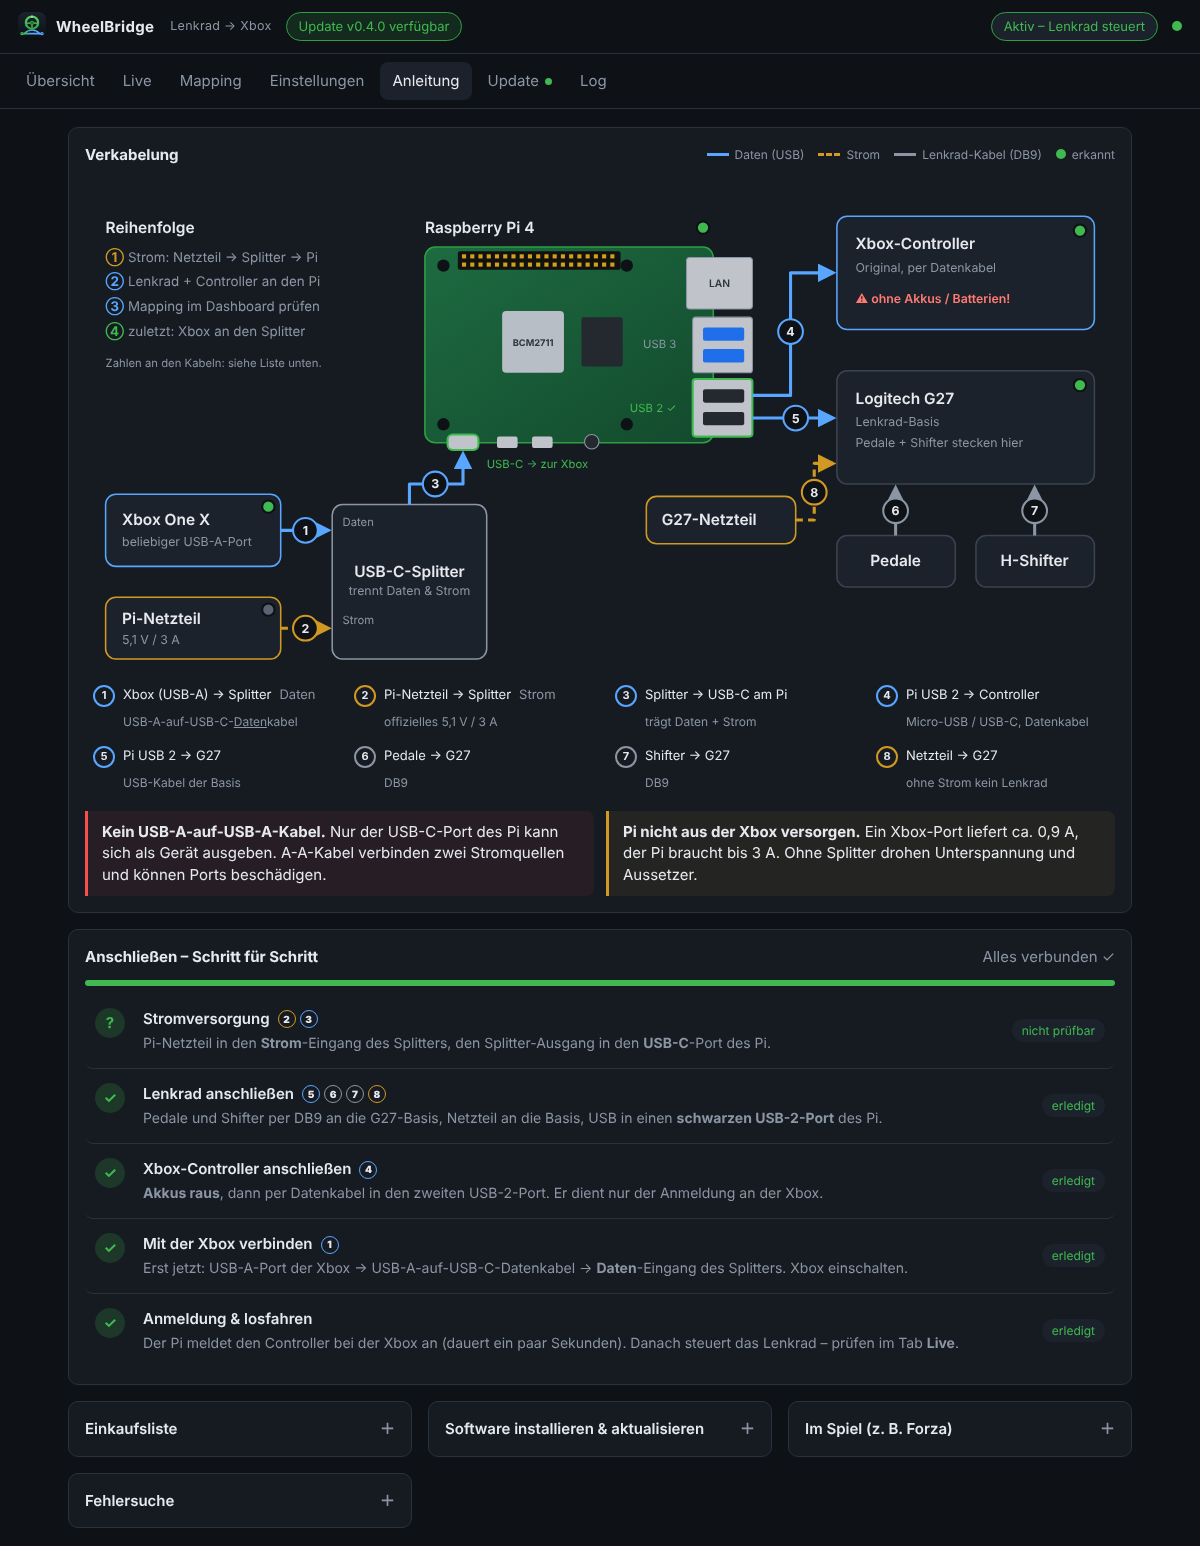 WheelBridge Lenkrad → Xbox Update v0.4.0 verfügbar Aktiv – Lenkrad steuert
Übersicht Live Mapping Einstellungen Anleitung Update Log
Verkabelung Daten (USB) Strom Lenkrad-Kabel (DB9) erkannt
Reihenfolge
1 Strom: Netzteil → Splitter → Pi
2 Lenkrad + Controller an den Pi
3 Mapping im Dashboard prüfen
4 zuletzt: Xbox an den Splitter
Zahlen an den Kabeln: siehe Liste unten.
Raspberry Pi 4
LAN
BCM2711
USB 3
USB 2 ✓
USB-C → zur Xbox
Xbox-Controller
Original, per Datenkabel
⚠ ohne Akkus / Batterien!
4
Logitech G27
Lenkrad-Basis
Pedale + Shifter stecken hier
5
3
8
G27-Netzteil
6
7
Pedale
H-Shifter
Xbox One X
beliebiger USB-A-Port
1
Pi-Netzteil
5,1 V / 3 A
2
Daten
USB-C-Splitter
trennt Daten & Strom
Strom
1 Xbox (USB-A) → Splitter Daten
USB-A-auf-USB-C-Datenkabel
2 Pi-Netzteil → Splitter Strom
offizielles 5,1 V / 3 A
3 Splitter → USB-C am Pi
trägt Daten + Strom
4 Pi USB 2 → Controller
Micro-USB / USB-C, Datenkabel
5 Pi USB 2 → G27
USB-Kabel der Basis
6 Pedale → G27
DB9
7 Shifter → G27
DB9
8 Netzteil → G27
ohne Strom kein Lenkrad
Kein USB-A-auf-USB-A-Kabel. Nur der USB-C-Port des Pi kann
sich als Gerät ausgeben. A-A-Kabel verbinden zwei Stromquellen
und können Ports beschädigen.
Pi nicht aus der Xbox versorgen. Ein Xbox-Port liefert ca. 0,9 A,
der Pi braucht bis 3 A. Ohne Splitter drohen Unterspannung und
Aussetzer.
Anschließen – Schritt für Schritt Alles verbunden ✓
? Stromversorgung 2 3
Pi-Netzteil in den Strom-Eingang des Splitters, den Splitter-Ausgang in den USB-C-Port des Pi.
nicht prüfbar
✓ Lenkrad anschließen 5 6 7 8
Pedale und Shifter per DB9 an die G27-Basis, Netzteil an die Basis, USB in einen schwarzen USB-2-Port des Pi.
erledigt
✓ Xbox-Controller anschließen 4
Akkus raus, dann per Datenkabel in den zweiten USB-2-Port. Er dient nur der Anmeldung an der Xbox.
erledigt
✓ Mit der Xbox verbinden 1
Erst jetzt: USB-A-Port der Xbox → USB-A-auf-USB-C-Datenkabel → Daten-Eingang des Splitters. Xbox einschalten.
erledigt
✓ Anmeldung & losfahren
Der Pi meldet den Controller bei der Xbox an (dauert ein paar Sekunden). Danach steuert das Lenkrad – prüfen im Tab Live.
erledigt
Einkaufsliste +
Software installieren & aktualisieren +
Im Spiel (z. B. Forza) +
Fehlersuche +